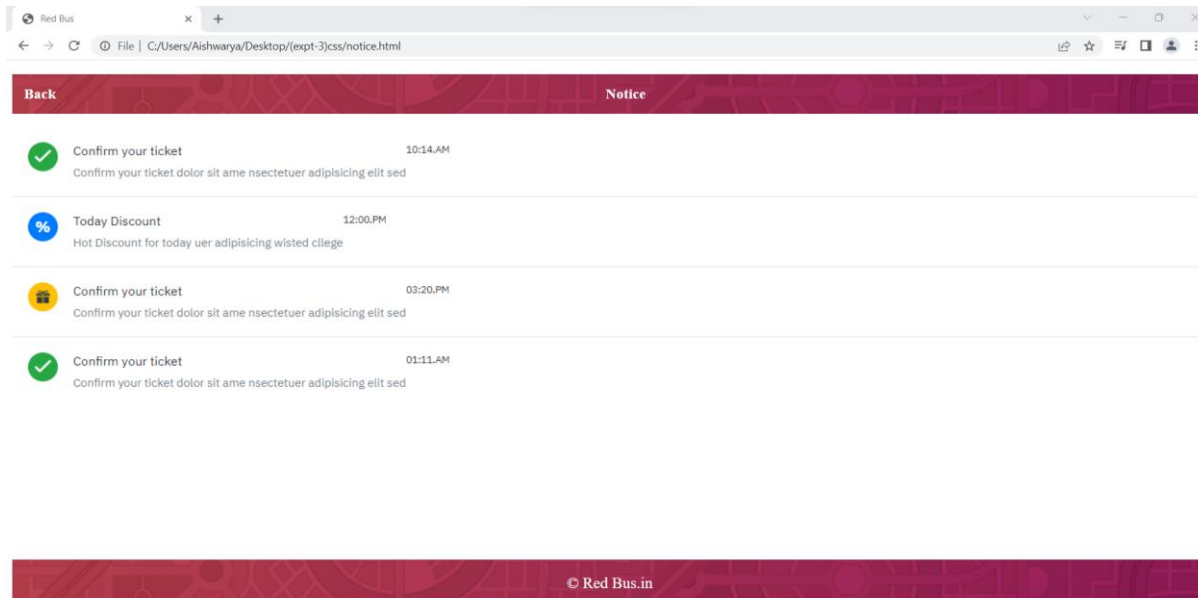 Red Bus
File | C:/Users/Aishwarya/Desktop/(expt-3)css/notice.html
Back Notice
Confirm your ticket 10:14.AM
Confirm your ticket dolor sit ame nsectetuer adipisicing elit sed
% Today Discount 12:00.PM
Hot Discount for today uer adipisicing wisted cllege
Confirm your ticket 03:20.PM
Confirm your ticket dolor sit ame nsectetuer adipisicing elit sed
Confirm your ticket 01:11.AM
Confirm your ticket dolor sit ame nsectetuer adipisicing elit sed
© Red Bus.in